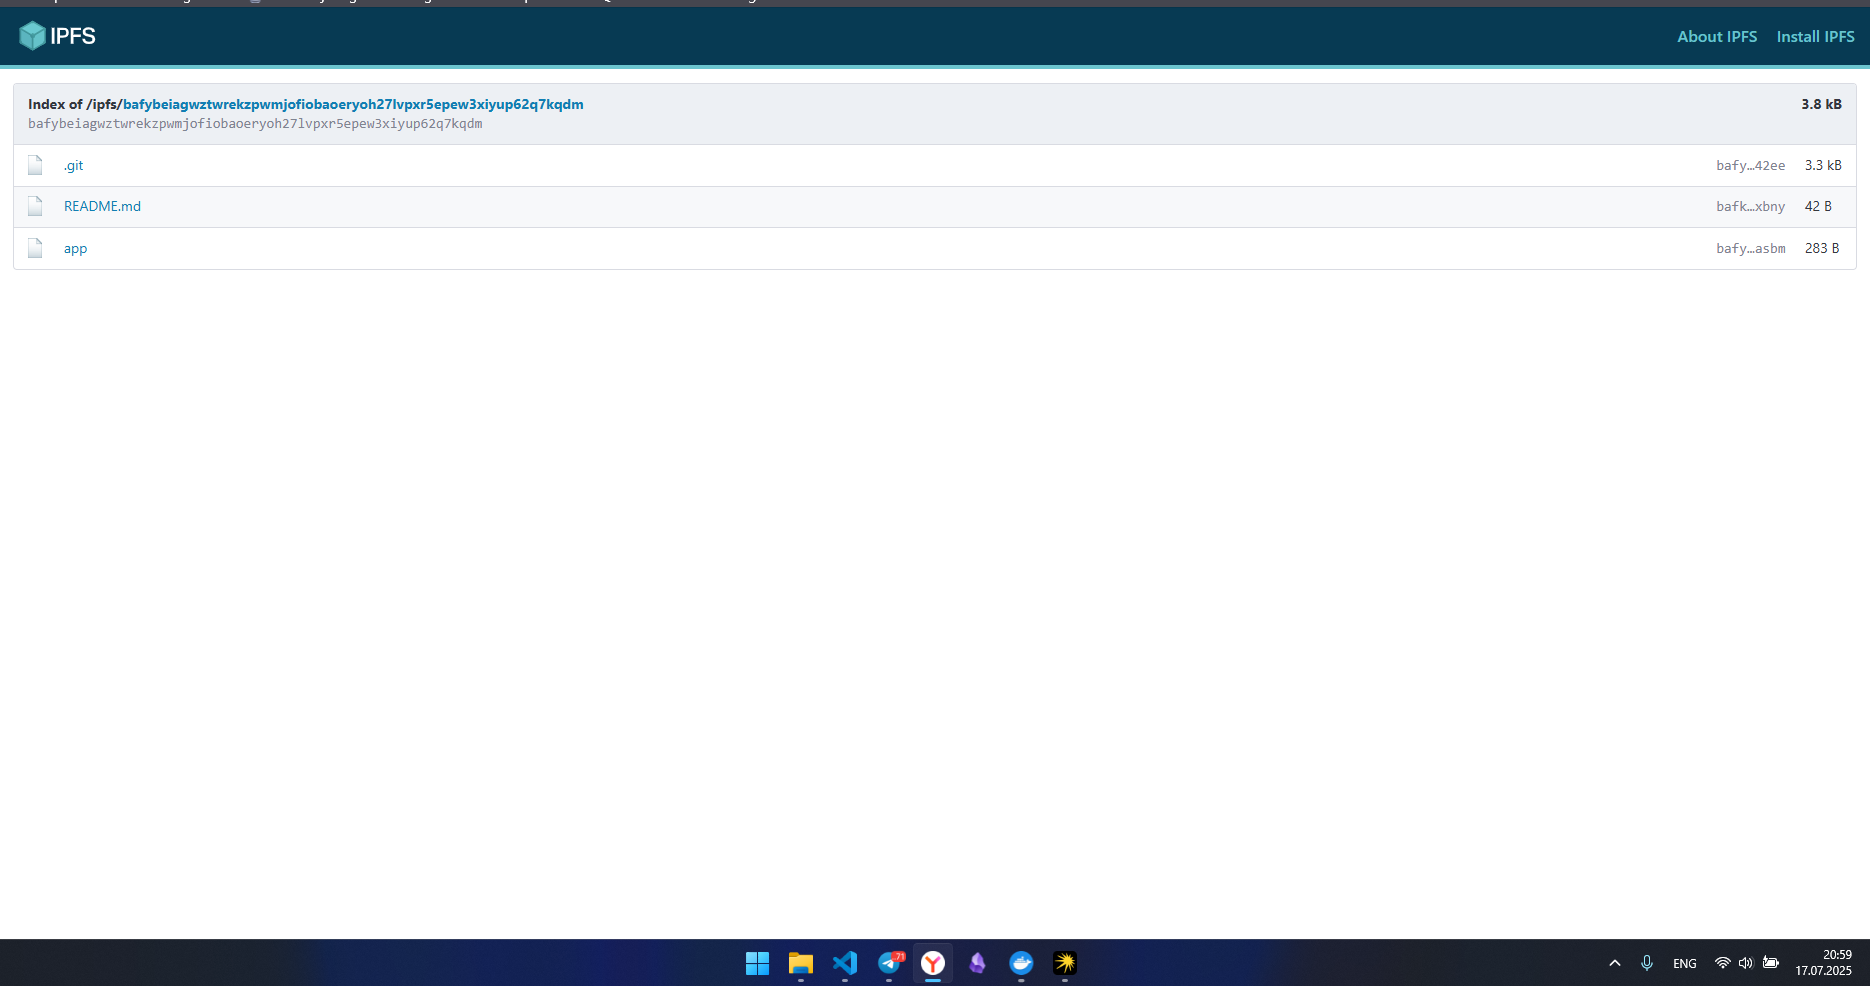 IPFS
About IPFS Install IPFS
Index of /ipfs/bafybeiagwztwrekzpwmjofiobaoeryoh27lvpxr5epew3xiyup62q7kqdm 3.8 kB
bafybeiagwztwrekzpwmjofiobaoeryoh27lvpxr5epew3xiyup62q7kqdm
.git bafy…42ee 3.3 kB
README.md bafk…xbny 42 B
app bafy…asbm 283 B
71
ENG
20:59
17.07.2025